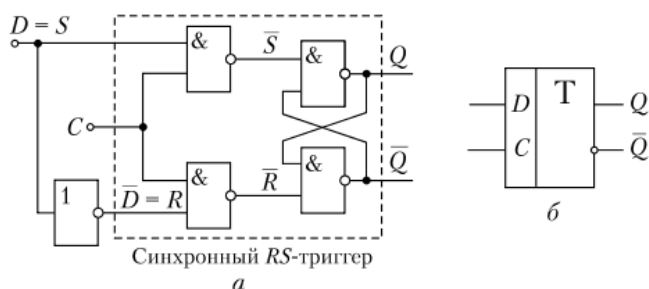 D = S
& S̅ & Q
C
& R̅ & Q̅
1 D̅ = R
Синхронный RS-триггер
а
D T Q
C Q̅
б